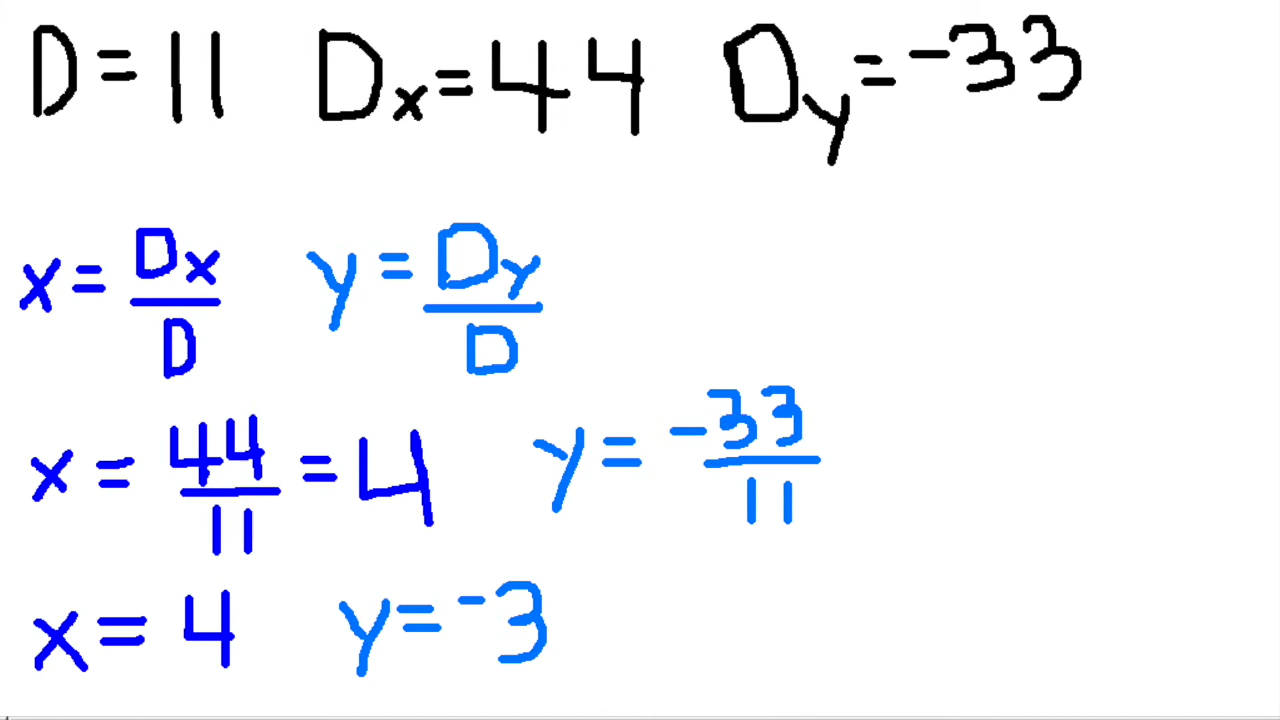 D = 11 Dx = 44 Dy = -33
x = Dx/D y = Dy/D
x = 44/11 = 4 y = -33/11
x = 4 y = -3